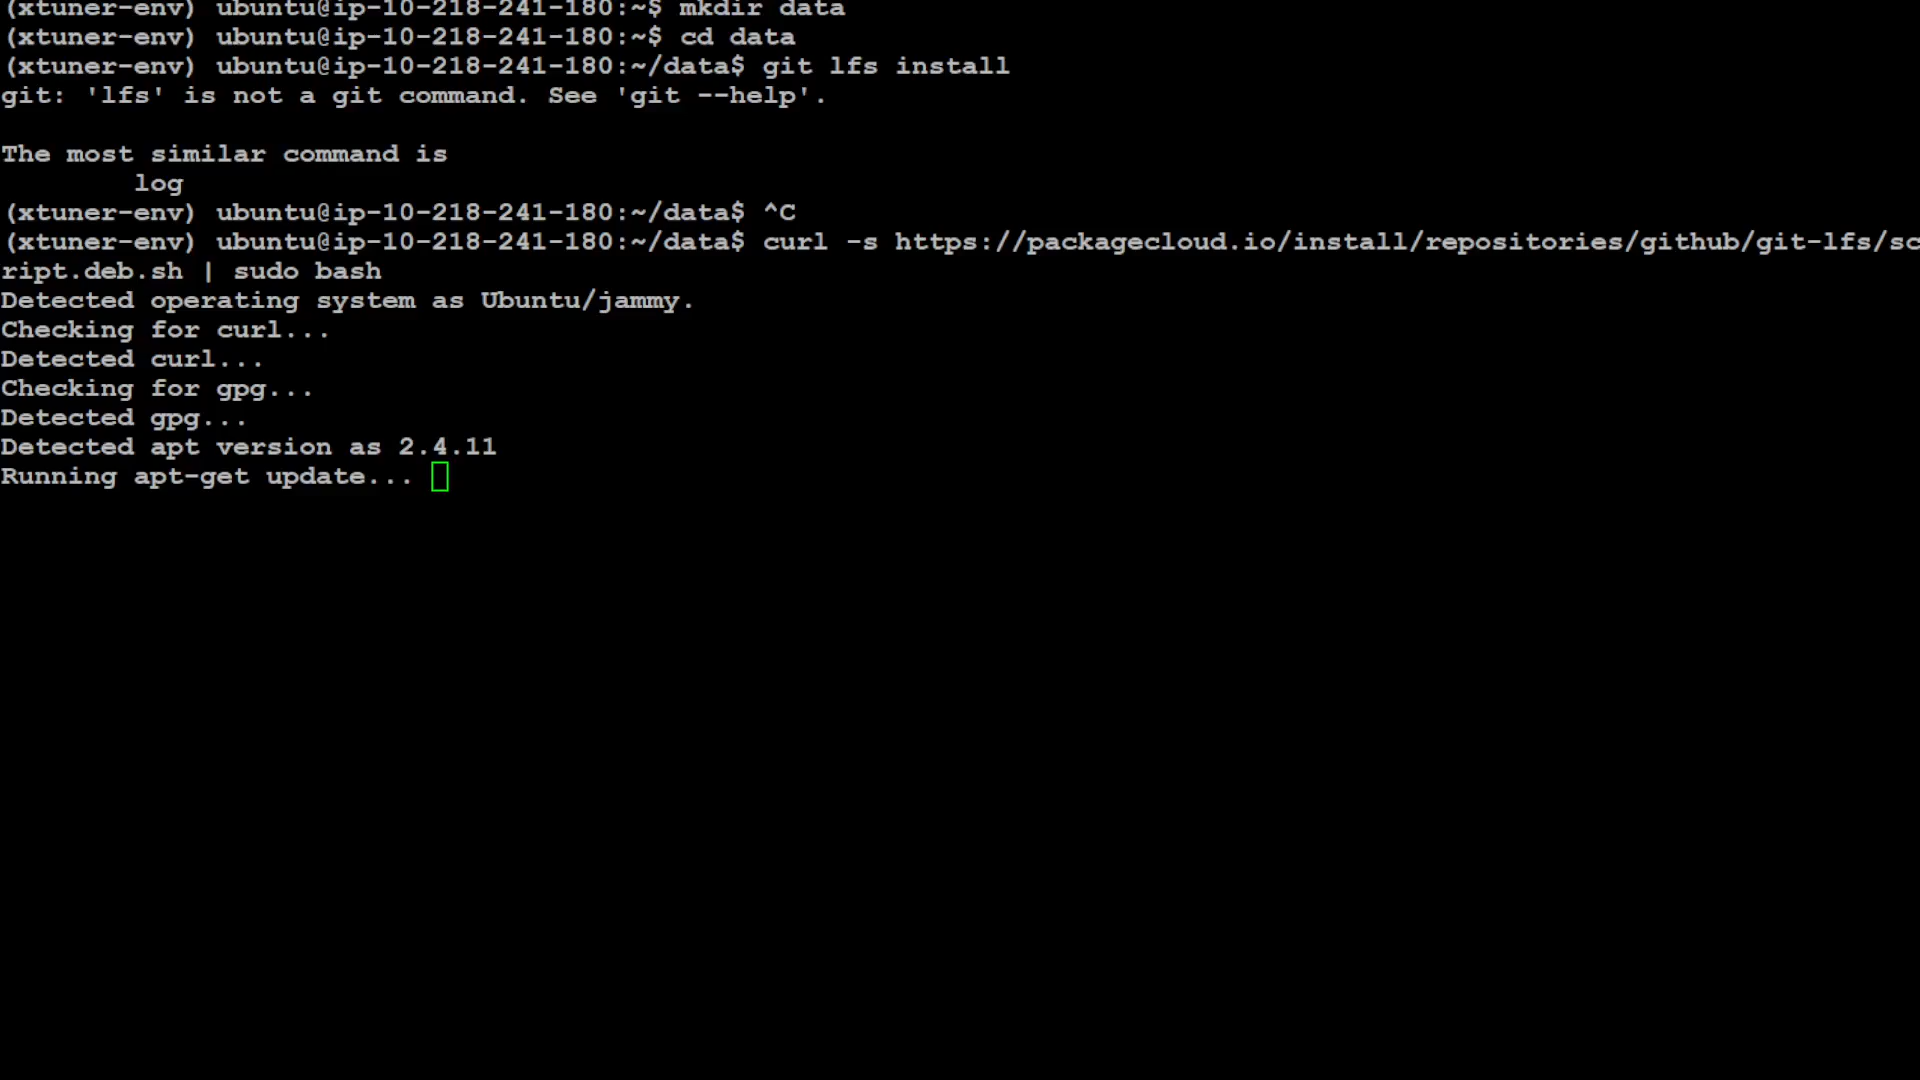 (xtuner-env) ubuntu@ip-10-218-241-180:~$ mkdir data
(xtuner-env) ubuntu@ip-10-218-241-180:~$ cd data
(xtuner-env) ubuntu@ip-10-218-241-180:~/data$ git lfs install
git: 'lfs' is not a git command. See 'git --help'.
The most similar command is
log
(xtuner-env) ubuntu@ip-10-218-241-180:~/data$ ^C
(xtuner-env) ubuntu@ip-10-218-241-180:~/data$ curl -s https://packagecloud.io/install/repositories/github/git-lfs/sc
ript.deb.sh | sudo bash
Detected operating system as Ubuntu/jammy.
Checking for curl...
Detected curl...
Checking for gpg...
Detected gpg...
Detected apt version as 2.4.11
Running apt-get update...